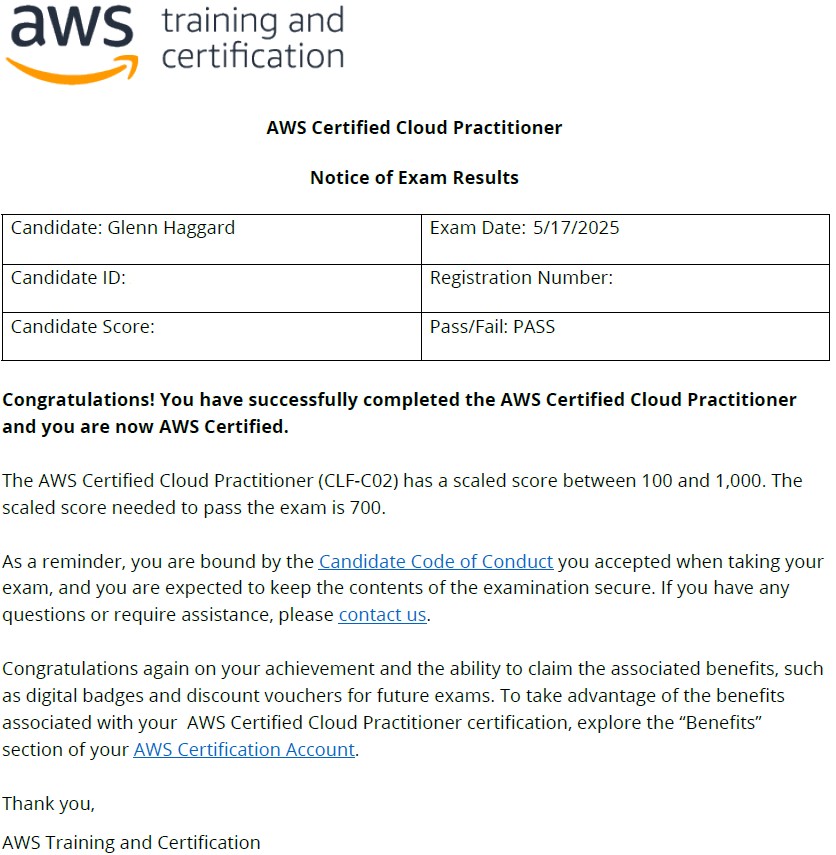 aws training and
certification
AWS Certified Cloud Practitioner
Notice of Exam Results
Candidate: Glenn Haggard
Exam Date: 5/17/2025
Candidate ID:
Registration Number:
Candidate Score:
Pass/Fail: PASS
Congratulations! You have successfully completed the AWS Certified Cloud Practitioner
and you are now AWS Certified.
The AWS Certified Cloud Practitioner (CLF-C02) has a scaled score between 100 and 1,000. The
scaled score needed to pass the exam is 700.
As a reminder, you are bound by the Candidate Code of Conduct you accepted when taking your
exam, and you are expected to keep the contents of the examination secure. If you have any
questions or require assistance, please contact us.
Congratulations again on your achievement and the ability to claim the associated benefits, such
as digital badges and discount vouchers for future exams. To take advantage of the benefits
associated with your  AWS Certified Cloud Practitioner certification, explore the “Benefits”
section of your AWS Certification Account.
Thank you,
AWS Training and Certification